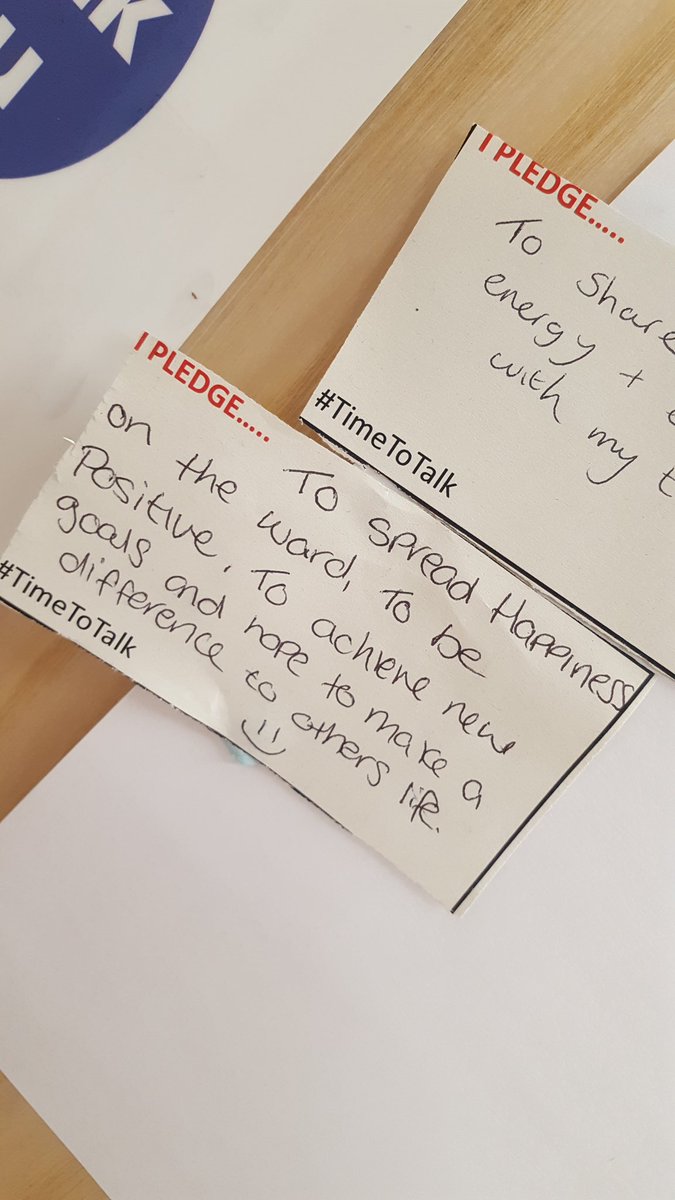 I PLEDGE.....
To share
energy +
with my
#TimeToTalk
I PLEDGE.....
To spread Happiness
on the ward, To be
Positive, To achieve new
goals and hope to make a
difference to others life.
#TimeToTalk